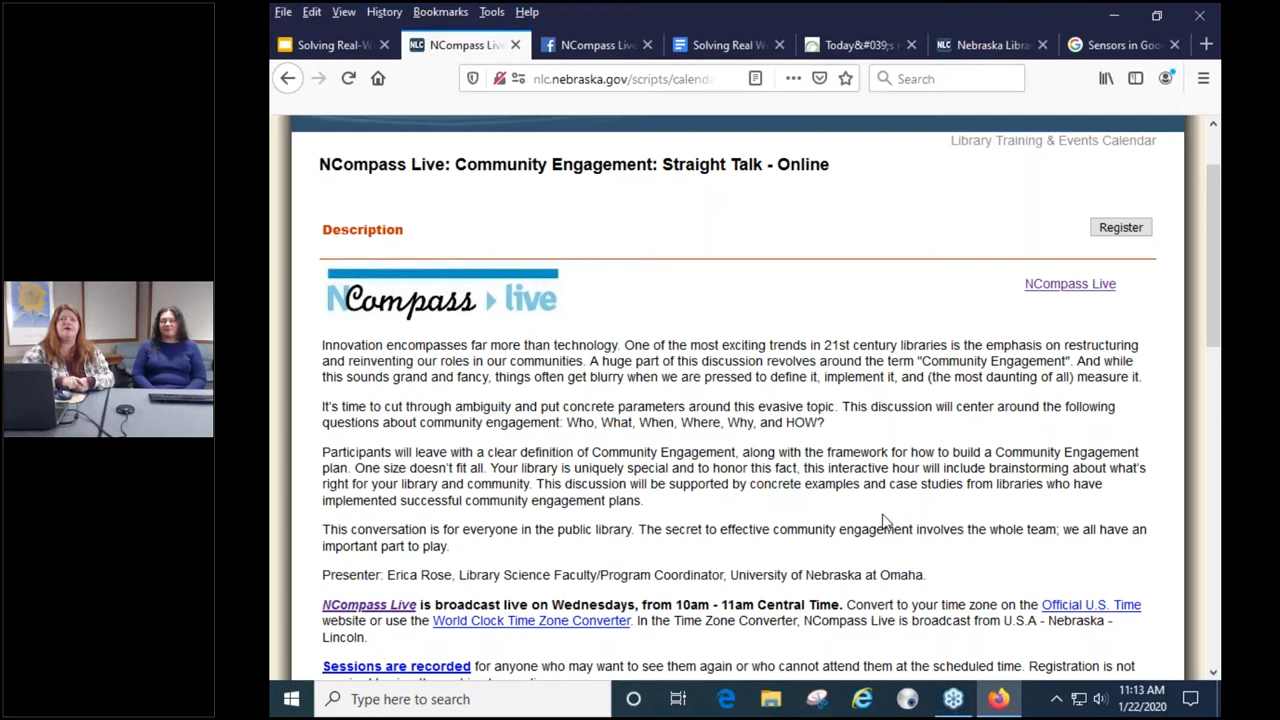 File Edit View History Bookmarks Tools Help
Solving Real-W
NCompass Liv
NCompass Live
Solving Real W
Today&#039;s
Nebraska Libra
Sensors in Goo
nlc.nebraska.gov/scripts/calenda
Search
Library Training & Events Calendar
NCompass Live: Community Engagement: Straight Talk - Online
Description
Register
NCompass live
NCompass Live
Innovation encompasses far more than technology. One of the most exciting trends in 21st century libraries is the emphasis on restructuring
and reinventing our roles in our communities. A huge part of this discussion revolves around the term "Community Engagement". And while
this sounds grand and fancy, things often get blurry when we are pressed to define it, implement it, and (the most daunting of all) measure it.
It's time to cut through ambiguity and put concrete parameters around this evasive topic. This discussion will center around the following
questions about community engagement: Who, What, When, Where, Why, and HOW?
Participants will leave with a clear definition of Community Engagement, along with the framework for how to build a Community Engagement
plan. One size doesn't fit all. Your library is uniquely special and to honor this fact, this interactive hour will include brainstorming about what's
right for your library and community. This discussion will be supported by concrete examples and case studies from libraries who have
implemented successful community engagement plans.
This conversation is for everyone in the public library. The secret to effective community engagement involves the whole team; we all have an
important part to play.
Presenter: Erica Rose, Library Science Faculty/Program Coordinator, University of Nebraska at Omaha.
NCompass Live is broadcast live on Wednesdays, from 10am - 11am Central Time. Convert to your time zone on the Official U.S. Time
website or use the World Clock Time Zone Converter. In the Time Zone Converter, NCompass Live is broadcast from U.S.A - Nebraska -
Lincoln.
Sessions are recorded for anyone who may want to see them again or who cannot attend them at the scheduled time. Registration is not
Type here to search
11:13 AM
1/22/2020